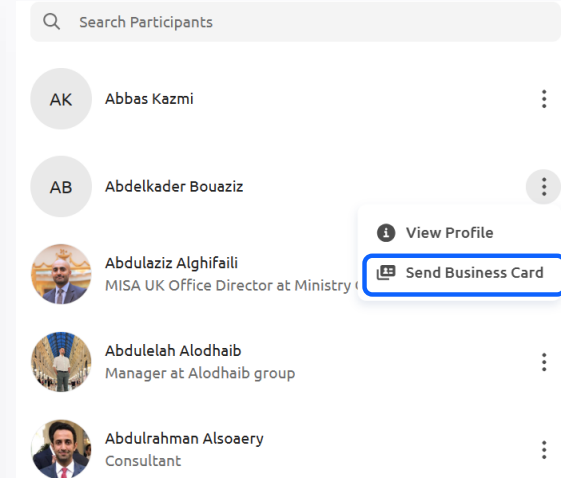 Search Participants
AK
Abbas Kazmi
AB
Abdelkader Bouaziz
View Profile
Send Business Card
Abdulaziz Alghifaili
MISA UK Office Director at Ministry
Abdulelah Alodhaib
Manager at Alodhaib group
Abdulrahman Alsoaery
Consultant